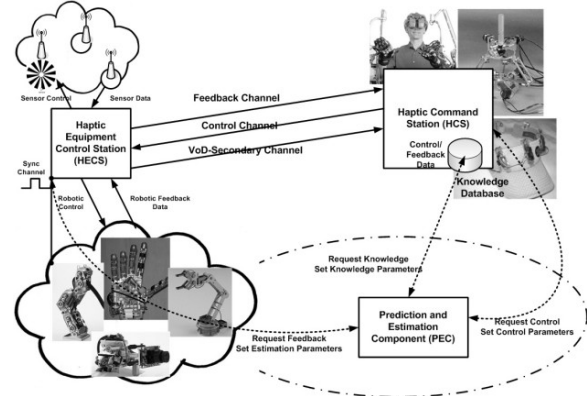 Sensor Control
Sensor Data
Feedback Channel
Haptic
Equipment
Control Station
(HECS)
Control Channel
VoD-Secondary Channel
Haptic Command
Station (HCS)
Control/
Feedback
Data
Knowledge
Database
Sync
Channel
Robotic
Control
Robotic Feedback
Data
Request Knowledge
Set Knowledge Parameters
Prediction and
Estimation
Component (PEC)
Request Control
Set Control Parameters
Request Feedback
Set Estimation Parameters